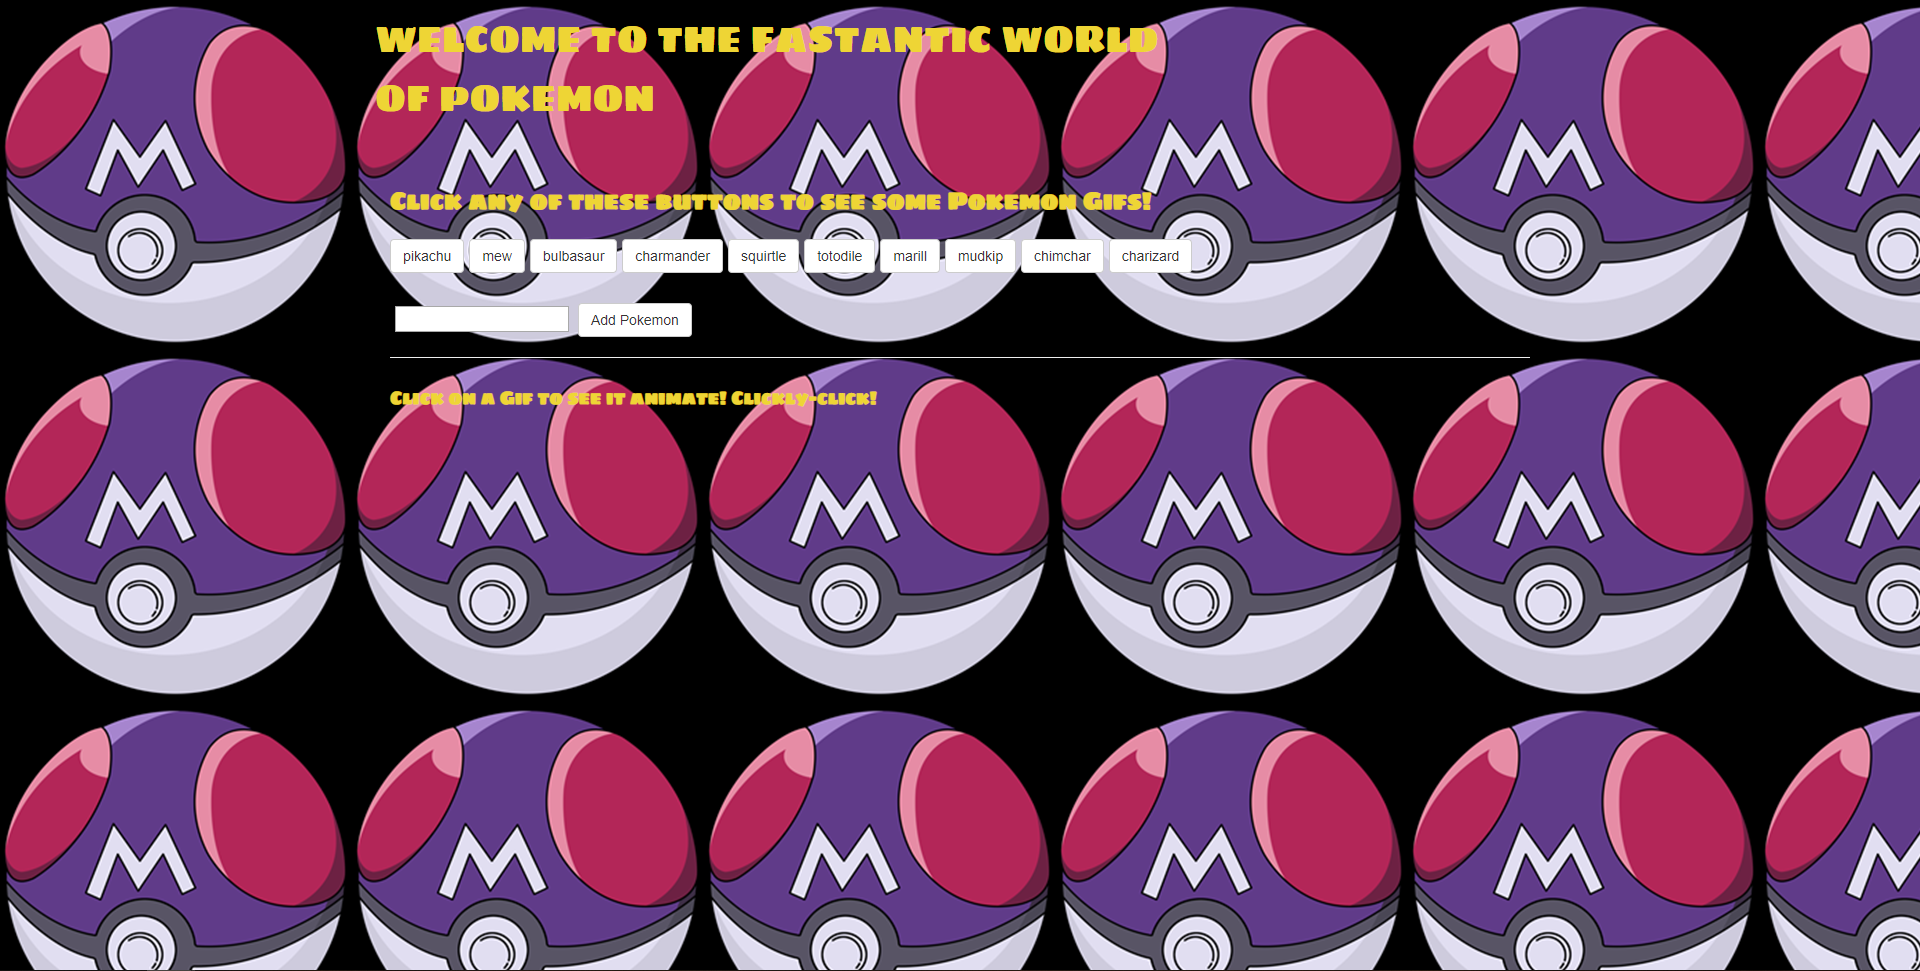 WELCOME TO THE FASTANTIC WORLD
OF POKEMON
Click any of these buttons to see some Pokemon Gifs!
pikachu mew bulbasaur charmander squirtle totodile marill mudkip chimchar charizard
Add Pokemon
Click on a Gif to see it animate! Clickly-click!
M M M M M M
M M M M M M
M M M M M M